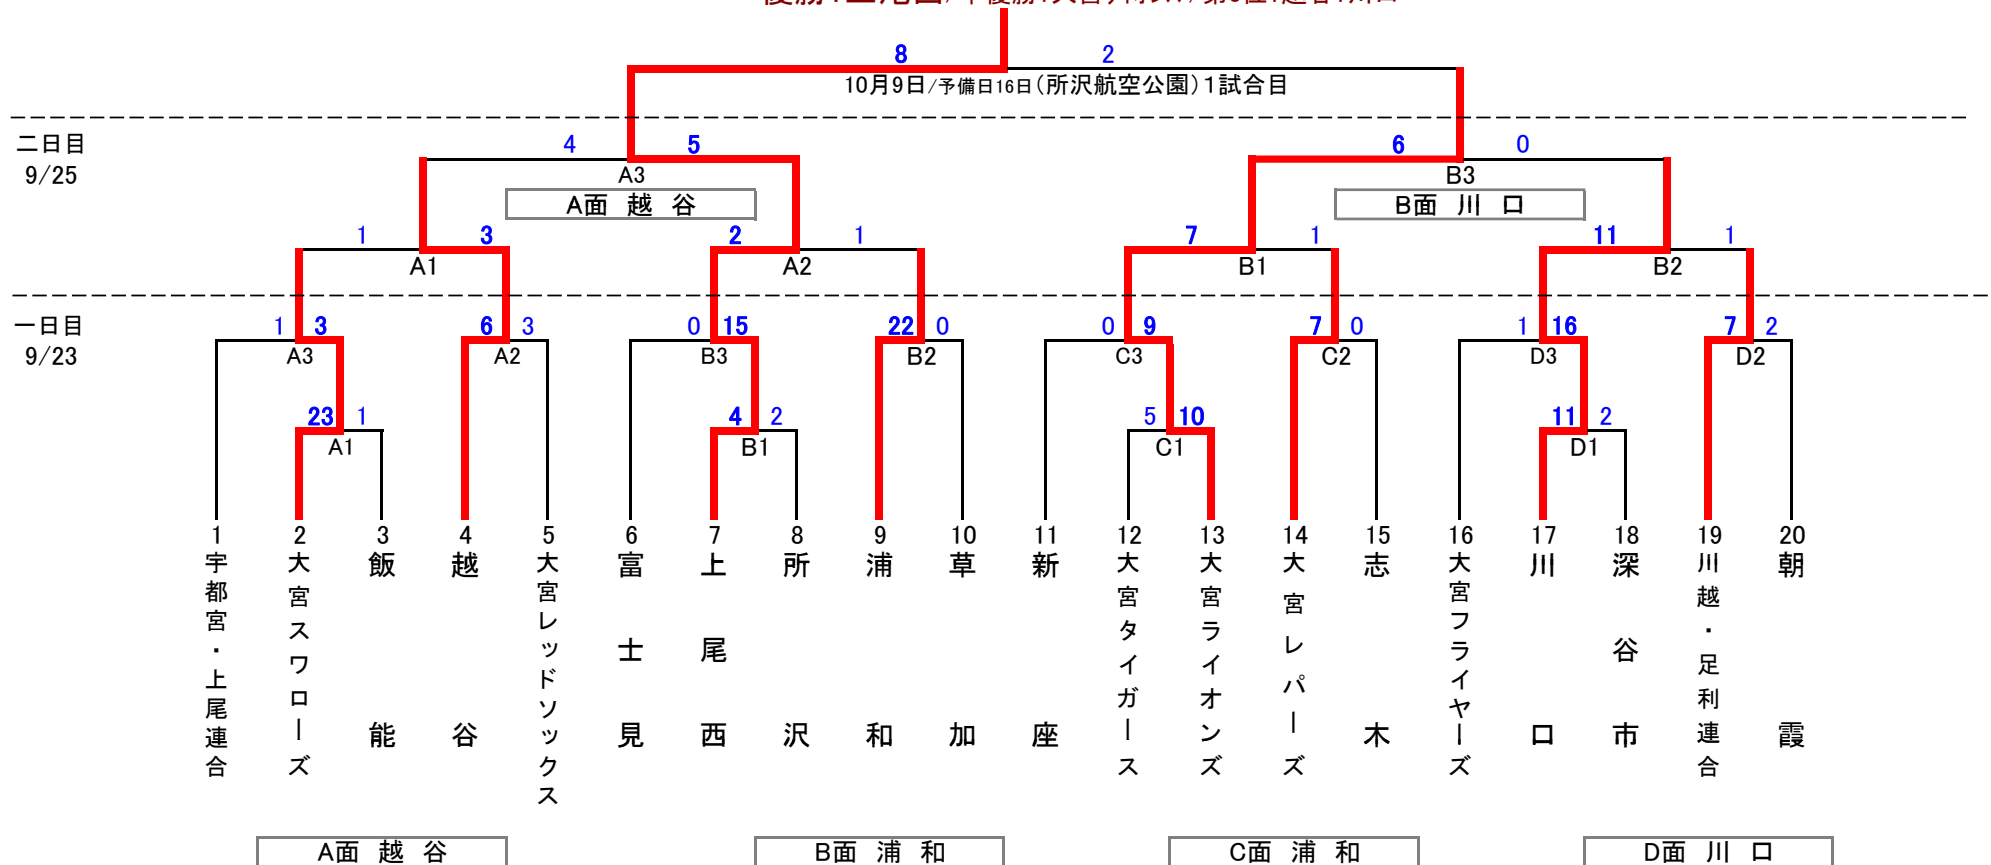 8 2
10月9日/予備日16日(所沢航空公園)1試合目
二日目
9/25
4 5 6 0
A3 B3
A面 越 谷 B面 川 口
1 3 2 1 7 1 11 1
A1 A2 B1 B2
一日目
9/23
1 3 6 3 0 15 22 0 0 9 7 0 1 16 7 2
A3 A2 B3 B2 C3 C2 D3 D2
23 1 4 2 5 10 11 2
A1 B1 C1 D1
1 2 3 4 5 6 7 8 9 10 11 12 13 14 15 16 17 18 19 20
宇都宮・上尾連合
大宮スワローズ
飯能
越谷
大宮レッドソックス
富士見
上尾西
所沢
浦和
草加
新座
大宮タイガース
大宮ライオンズ
大宮レパーズ
志木
大宮フライヤーズ
川口
深谷市
川越・足利連合
朝霞
A面 越 谷 B面 浦 和 C面 浦 和 D面 川 口